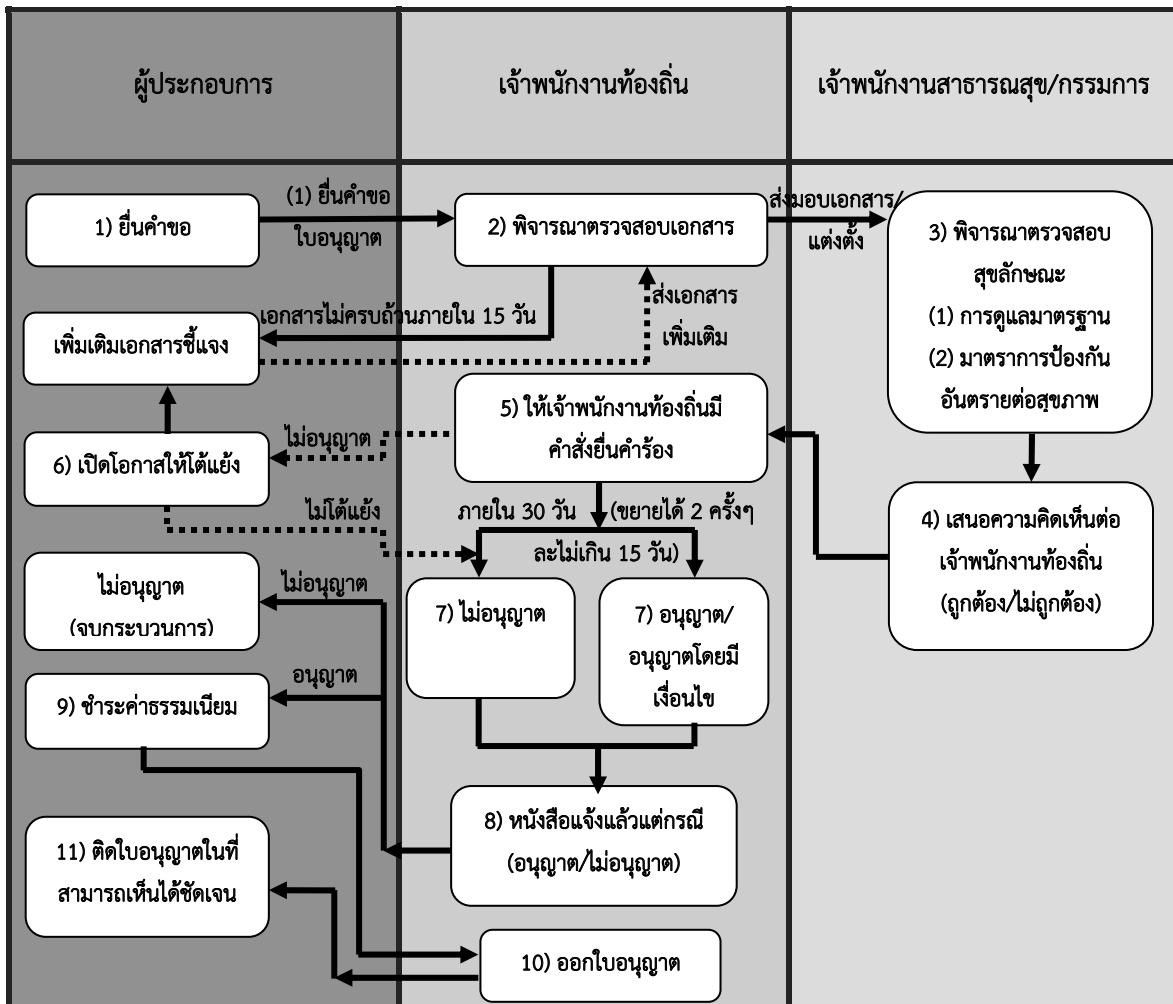 ผู้ประกอบการ
เจ้าพนักงานท้องถิ่น
เจ้าพนักงานสาธารณสุข/กรรมการ
1) ยื่นคำขอ
(1) ยื่นคำขอ
ใบอนุญาต
2) พิจารณาตรวจสอบเอกสาร
ส่งมอบเอกสาร/
แต่งตั้ง
3) พิจารณาตรวจสอบ
สุขลักษณะ
(1) การดูแลมาตรฐาน
(2) มาตราการป้องกัน
อันตรายต่อสุขภาพ
เอกสารไม่ครบถ้วนภายใน 15 วัน
ส่งเอกสาร
เพิ่มเติม
เพิ่มเติมเอกสารชี้แจง
5) ให้เจ้าพนักงานท้องถิ่นมี
คำสั่งยื่นคำร้อง
ไม่อนุญาต
6) เปิดโอกาสให้โต้แย้ง
ไม่โต้แย้ง
ภายใน 30 วัน
(ขยายได้ 2 ครั้งๆ
ละไม่เกิน 15 วัน)
4) เสนอความคิดเห็นต่อ
เจ้าพนักงานท้องถิ่น
(ถูกต้อง/ไม่ถูกต้อง)
ไม่อนุญาต
(จบกระบวนการ)
ไม่อนุญาต
7) ไม่อนุญาต
7) อนุญาต/
อนุญาตโดยมี
เงื่อนไข
อนุญาต
9) ชำระค่าธรรมเนียม
8) หนังสือแจ้งแล้วแต่กรณี
(อนุญาต/ไม่อนุญาต)
11) ติดใบอนุญาตในที่
สามารถเห็นได้ชัดเจน
10) ออกใบอนุญาต